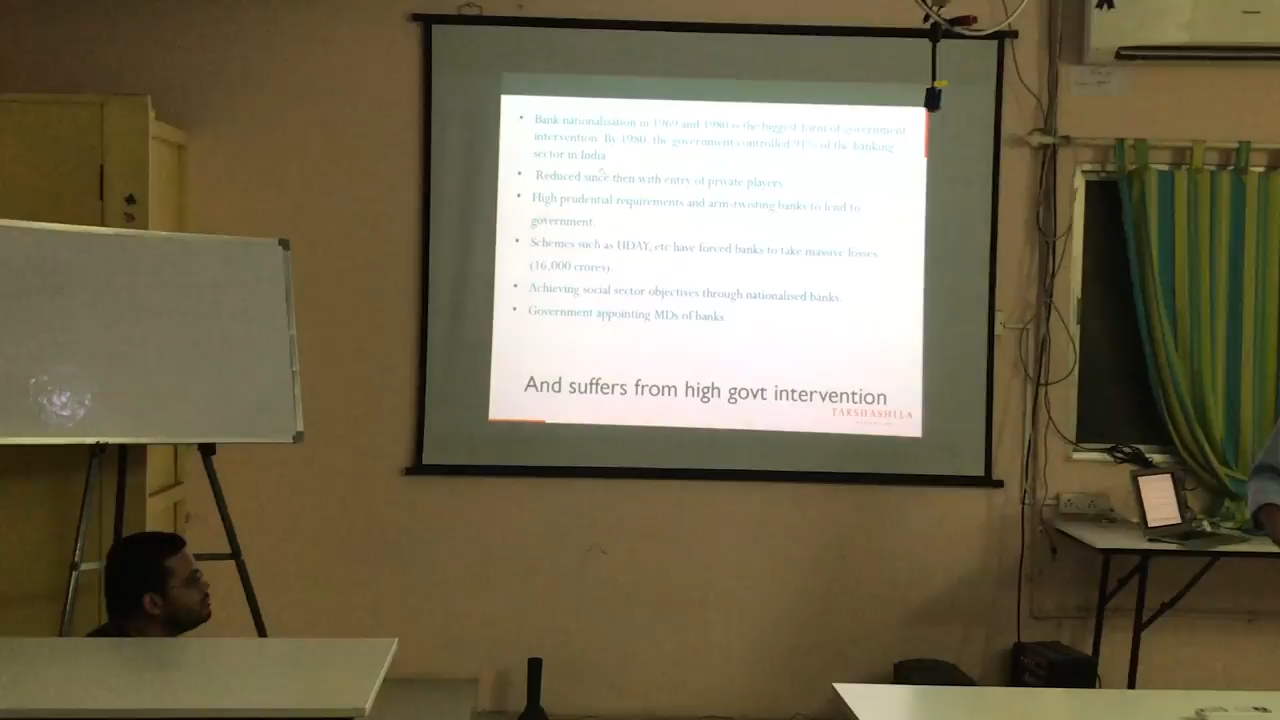 • Bank nationalisation in 1969 and 1980 is the biggest form of government
intervention. By 1980, the government controlled 91% of the banking
sector in India
• Reduced since then with entry of private players
• High prudential requirements and arm-twisting banks to lend to
government.
• Schemes such as UDAY, etc have forced banks to take massive losses
(16,000 crores).
• Achieving social sector objectives through nationalised banks.
• Government appointing MDs of banks
And suffers from high govt intervention
TAKSHASHILA